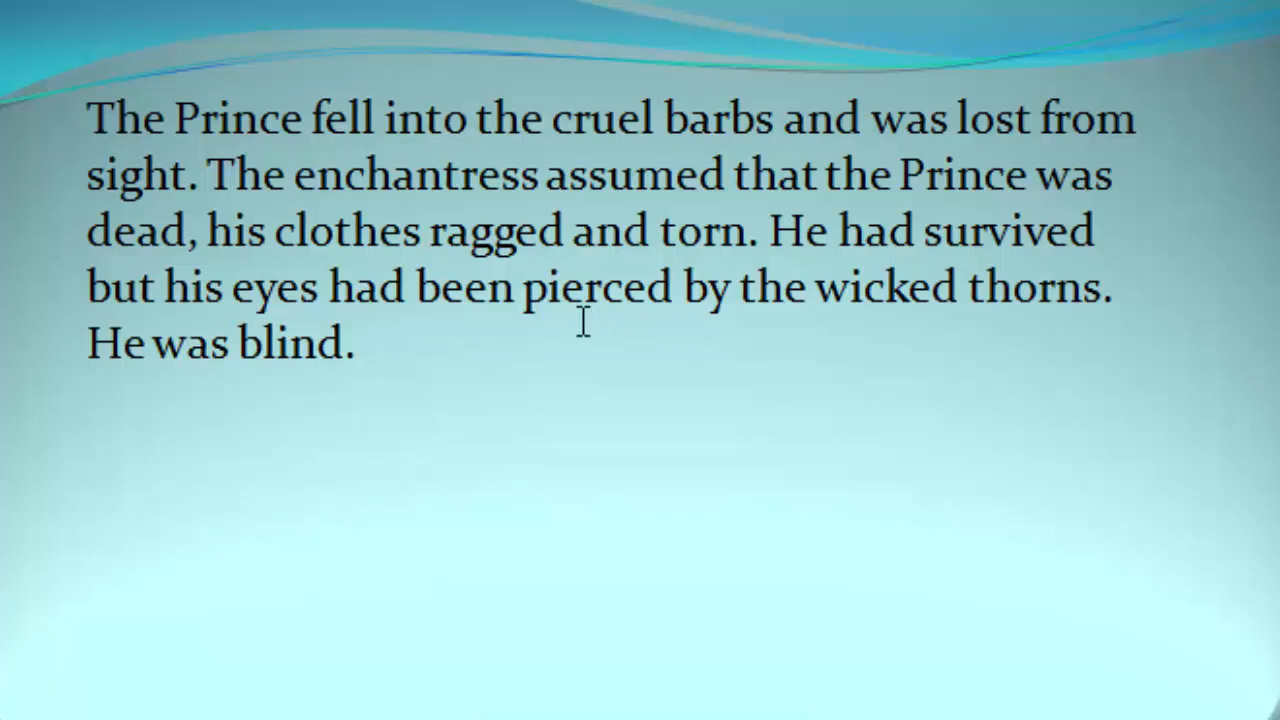 The Prince fell into the cruel barbs and was lost from
sight. The enchantress assumed that the Prince was
dead, his clothes ragged and torn. He had survived
but his eyes had been pierced by the wicked thorns.
He was blind.